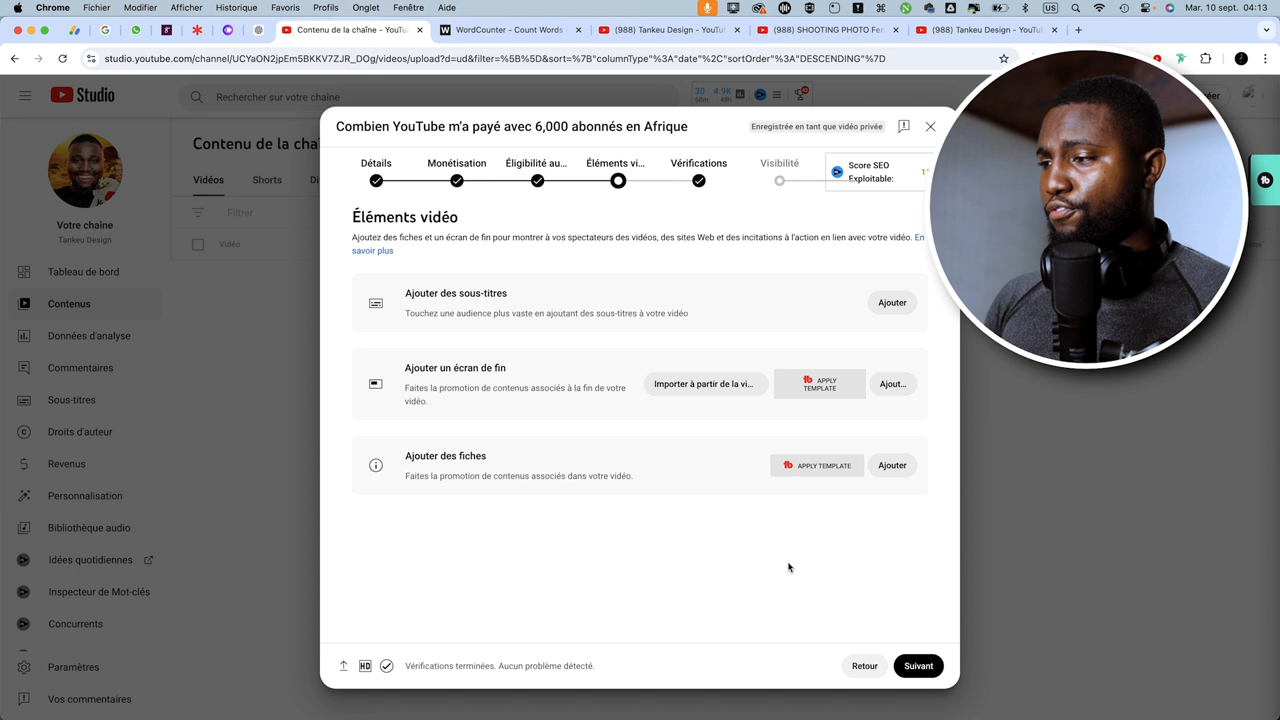 Chrome Fichier Modifier Afficher Historique Favoris Profils Onglet Fenêtre Aide
US
Mar. 10 sept. 04:13
Contenu de la chaîne - YouTu
WordCounter - Count Words
(988) Tankeu Design - YouTu
(988) SHOOTING PHOTO Fe
(988) Tankeu Design - YouTu
studio.youtube.com/channel/UCYaON2jpEm5BKKV7ZJR_DOg/videos/upload?d=ud&filter=%5B%5D&sort=%7B"columnType"%3A"date"%2C"sortOrder"%3A"DESCENDING"%7D
Studio
Rechercher sur votre chaîne
30 4.9K
60m 48h
Votre chaîne
Tankeu Design
Tableau de bord
Contenus
Données d'analyse
Commentaires
Sous-titres
Droits d'auteur
Revenus
Personnalisation
Bibliothèque audio
Idées quotidiennes
Inspecteur de Mot-clés
Concurrents
Paramètres
Vos commentaires
Contenu de la cha
Vidéos Shorts Di
Filtrer
Vidéo
Combien YouTube m'a payé avec 6,000 abonnés en Afrique
Enregistrée en tant que vidéo privée
Détails Monétisation Éligibilité au... Éléments vi... Vérifications Visibilité
Score SEO
Exploitable:
Éléments vidéo
Ajoutez des fiches et un écran de fin pour montrer à vos spectateurs des vidéos, des sites Web et des incitations à l'action en lien avec votre vidéo. En
savoir plus
Ajouter des sous-titres
Touchez une audience plus vaste en ajoutant des sous-titres à votre vidéo
Ajouter
Ajouter un écran de fin
Faites la promotion de contenus associés à la fin de votre
vidéo.
Importer à partir de la vi...
APPLY
TEMPLATE
Ajout...
Ajouter des fiches
Faites la promotion de contenus associés dans votre vidéo.
APPLY TEMPLATE
Ajouter
HD
Vérifications terminées. Aucun problème détecté.
Retour
Suivant